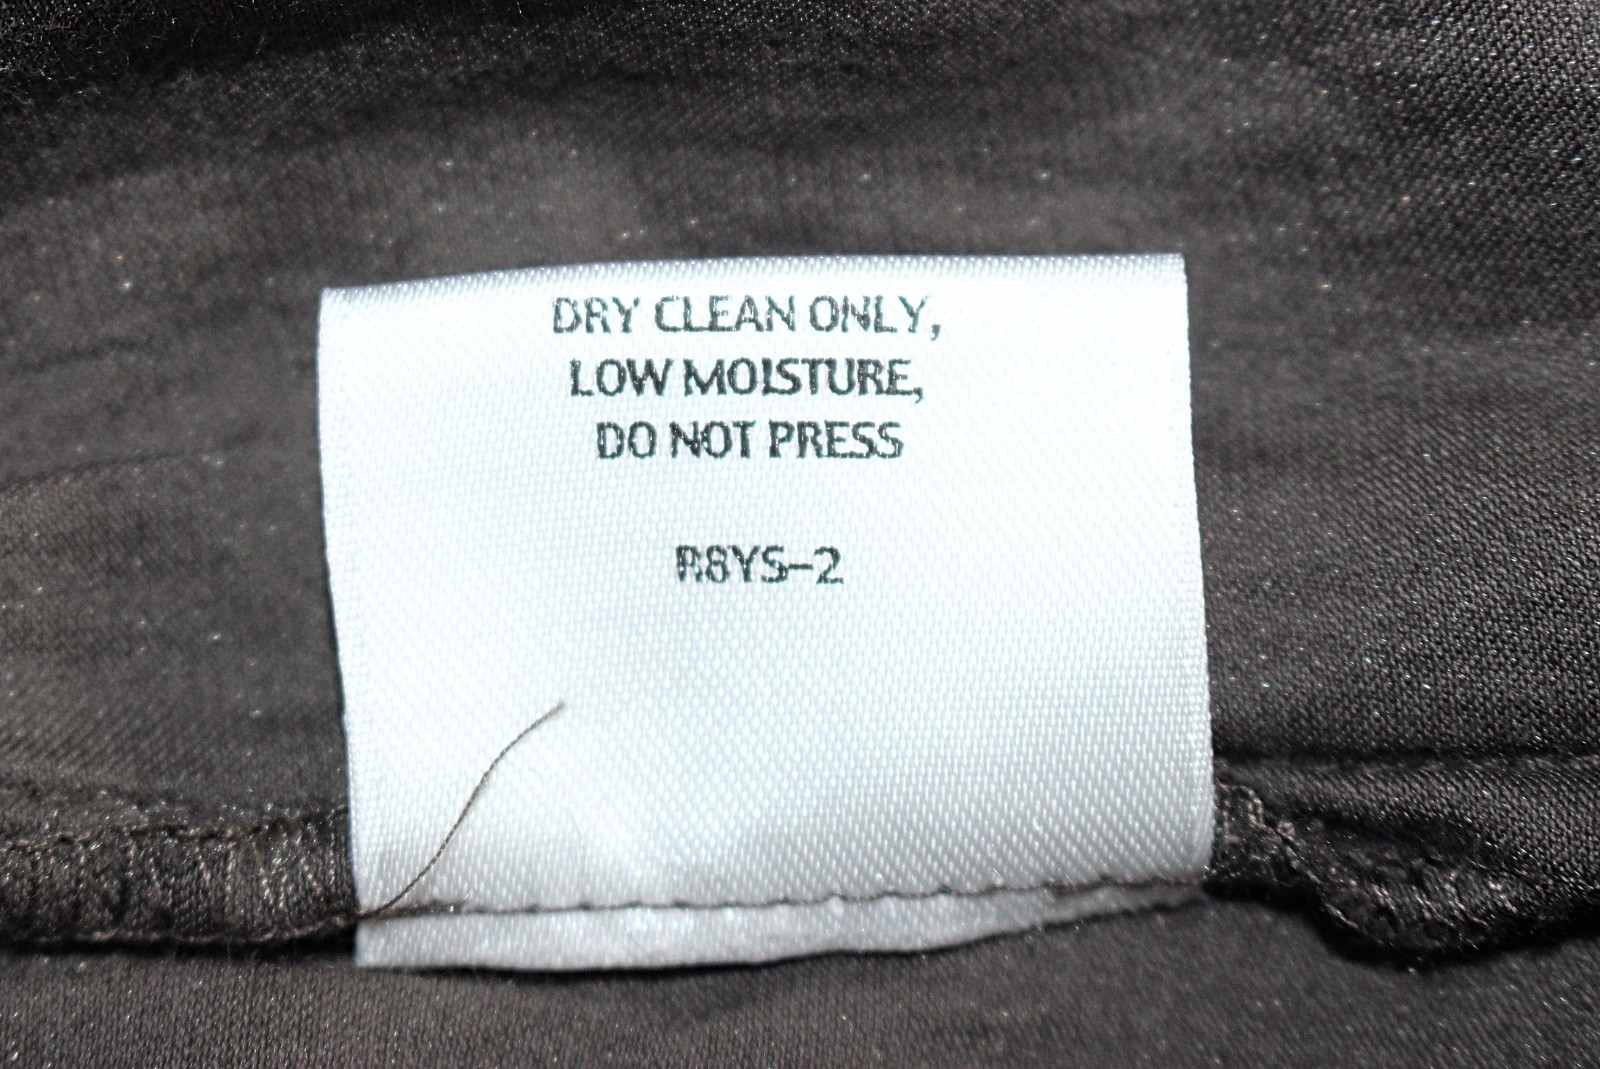 DRY CLEAN ONLY,
LOW MOISTURE,
DO NOT PRESS
R8YS-2